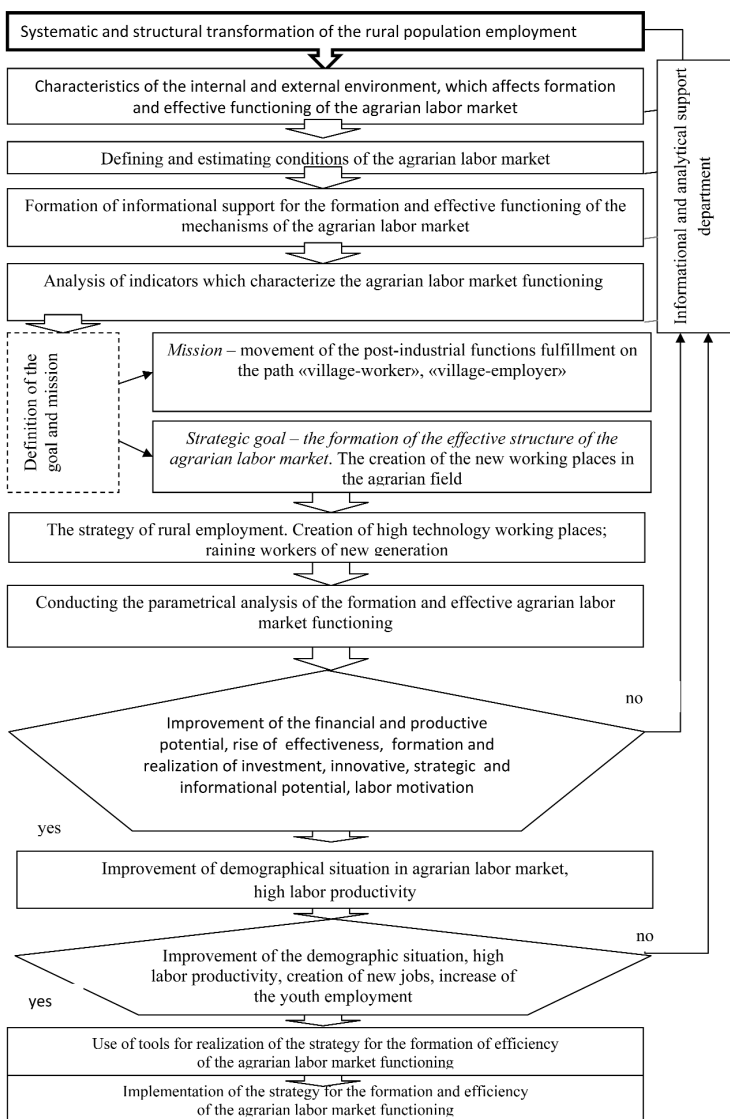 Systematic and structural transformation of the rural population employment
Characteristics of the internal and external environment, which affects formation
and effective functioning of the agrarian labor market
Defining and estimating conditions of the agrarian labor market
Formation of informational support for the formation and effective functioning of the
mechanisms of the agrarian labor market
Analysis of indicators which characterize the agrarian labor market functioning
Informational and analytical support
department
Definition of the
goal and mission
Mission – movement of the post-industrial functions fulfillment on
the path «village-worker», «village-employer»
Strategic goal – the formation of the effective structure of the
agrarian labor market. The creation of the new working places in
the agrarian field
The strategy of rural employment. Creation of high technology working places;
raining workers of new generation
Conducting the parametrical analysis of the formation and effective agrarian labor
market functioning
no
Improvement of the financial and productive
potential, rise of effectiveness, formation and
realization of investment, innovative, strategic and
informational potential, labor motivation
yes
Improvement of demographical situation in agrarian labor market,
high labor productivity
no
Improvement of the demographic situation, high
labor productivity, creation of new jobs, increase of
the youth employment
yes
Use of tools for realization of the strategy for the formation of efficiency
of the agrarian labor market functioning
Implementation of the strategy for the formation and efficiency
of the agrarian labor market functioning